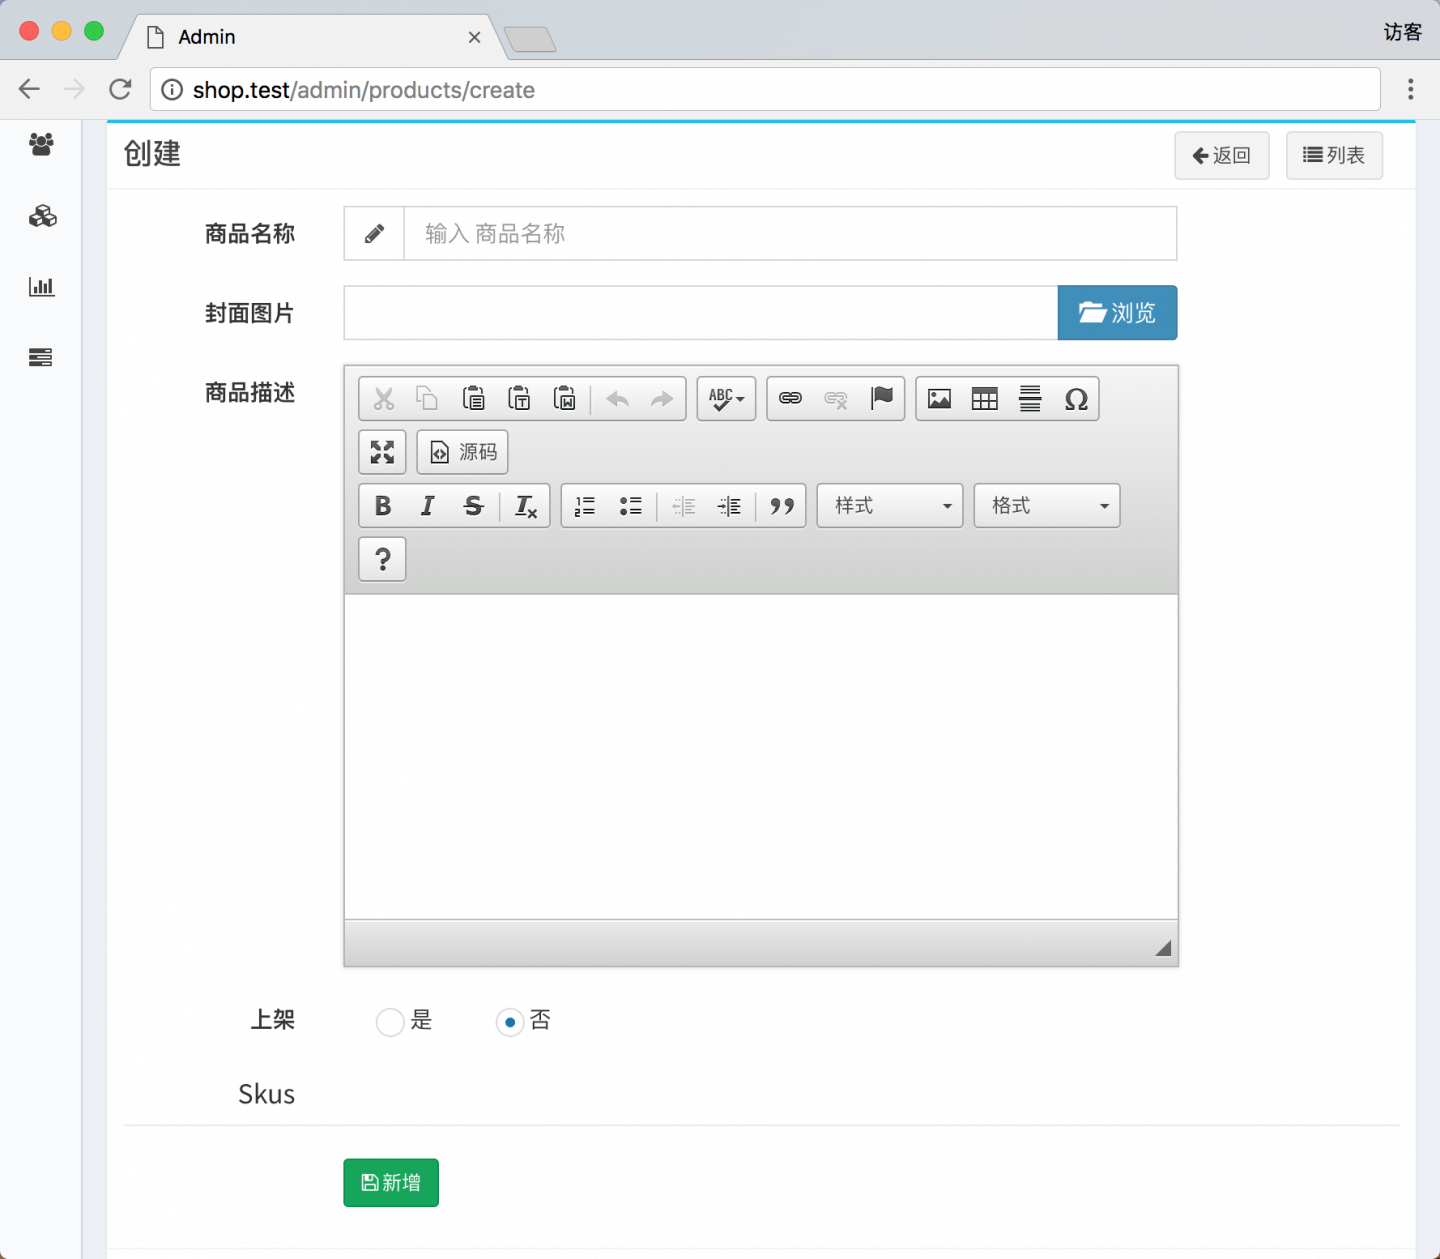 Admin
访客
shop.test/admin/products/create
创建
返回
列表
商品名称
输入 商品名称
封面图片
浏览
商品描述
ABC
源码
B I S Tx
样式
格式
?
上架
是
否
Skus
新增